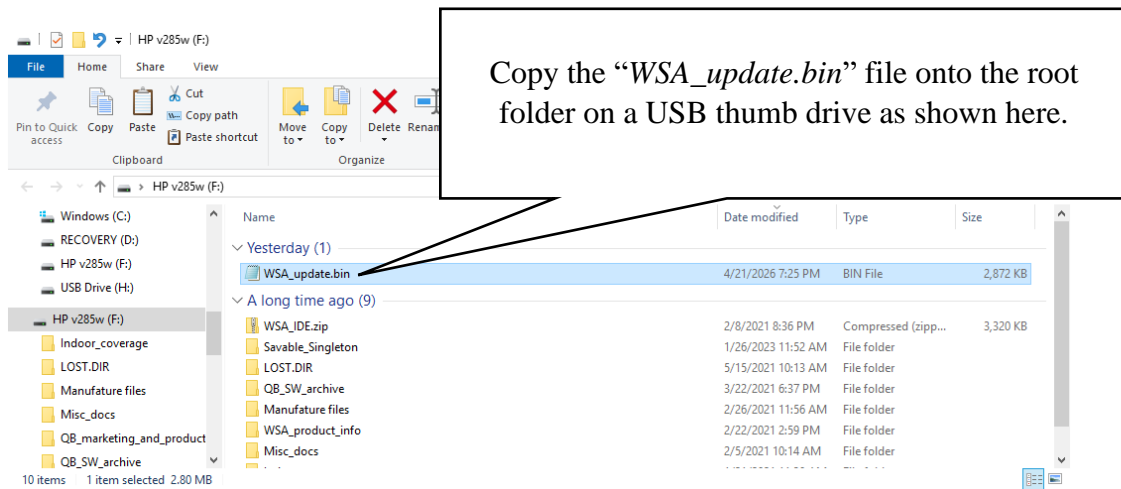 HP v285w (F:)
File Home Share View
Copy the “WSA_update.bin” file onto the root
folder on a USB thumb drive as shown here.
Pin to Quick access
Copy
Paste
Cut
Copy path
Paste shortcut
Move to
Copy to
Delete
Renam
Clipboard
Organize
HP v285w (F:)
Windows (C:)
RECOVERY (D:)
HP v285w (F:)
USB Drive (H:)
HP v285w (F:)
Indoor_coverage
LOST.DIR
Manufature files
Misc_docs
QB_marketing_and_product
QB_SW_archive
Name Date modified Type Size
Yesterday (1)
WSA_update.bin 4/21/2026 7:25 PM BIN File 2,872 KB
A long time ago (9)
WSA_IDE.zip 2/8/2021 8:36 PM Compressed (zipp... 3,320 KB
Savable_Singleton 1/26/2023 11:52 AM File folder
LOST.DIR 5/15/2021 10:13 AM File folder
QB_SW_archive 3/22/2021 6:37 PM File folder
Manufature files 2/26/2021 11:56 AM File folder
WSA_product_info 2/22/2021 2:59 PM File folder
Misc_docs 2/5/2021 10:14 AM File folder
10 items 1 item selected 2.80 MB